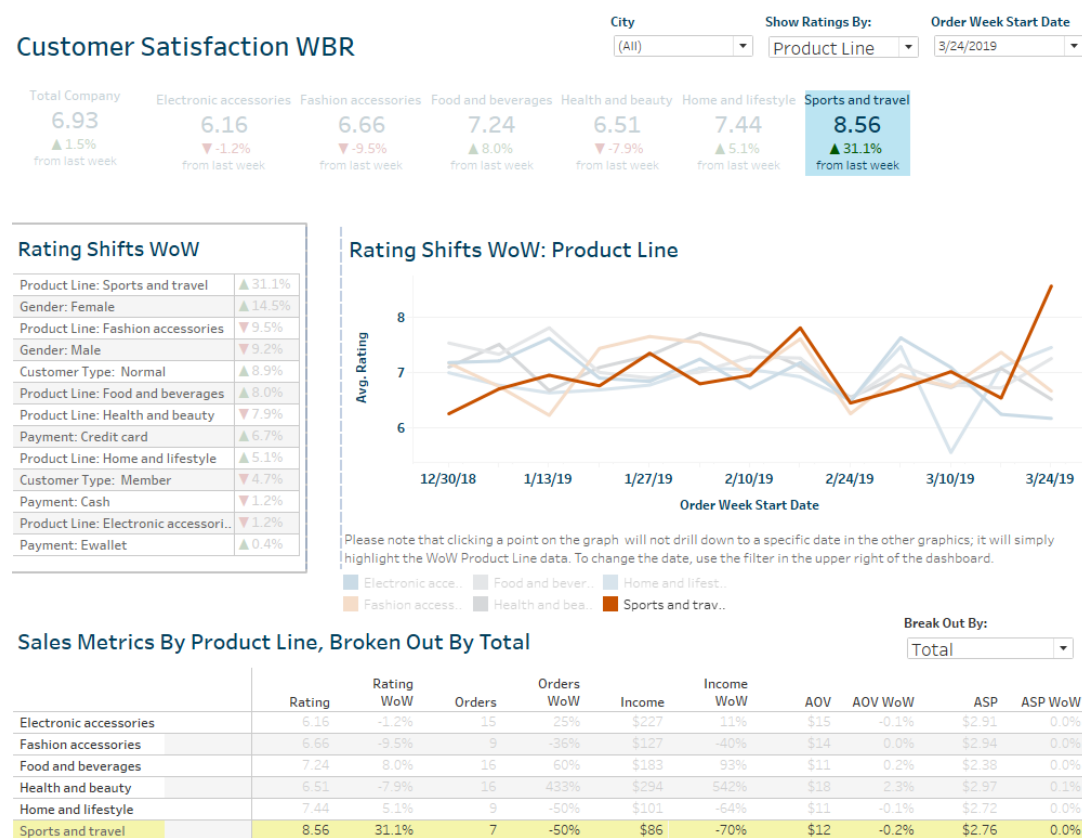 City
Show Ratings By:
Order Week Start Date
Customer Satisfaction WBR
(All)
Product Line
3/24/2019
Total Company
6.93
▲ 1.5%
from last week
Electronic accessories
6.16
▼ -1.2%
from last week
Fashion accessories
6.66
▼ -9.5%
from last week
Food and beverages
7.24
▲ 8.0%
from last week
Health and beauty
6.51
▼ -7.9%
from last week
Home and lifestyle
7.44
▲ 5.1%
from last week
Sports and travel
8.56
▲ 31.1%
from last week
Rating Shifts WoW
Product Line: Sports and travel ▲ 31.1%
Gender: Female ▲ 14.5%
Product Line: Fashion accessories ▼ 9.5%
Gender: Male ▼ 9.2%
Customer Type: Normal ▲ 8.9%
Product Line: Food and beverages ▲ 8.0%
Product Line: Health and beauty ▼ 7.9%
Payment: Credit card ▲ 6.7%
Product Line: Home and lifestyle ▲ 5.1%
Customer Type: Member ▼ 4.7%
Payment: Cash ▼ 1.2%
Product Line: Electronic accessori.. ▼ 1.2%
Payment: Ewallet ▲ 0.4%
Rating Shifts WoW: Product Line
Avg. Rating
8
7
6
12/30/18 1/13/19 1/27/19 2/10/19 2/24/19 3/10/19 3/24/19
Order Week Start Date
Please note that clicking a point on the graph will not drill down to a specific date in the other graphics; it will simply
highlight the WoW Product Line data. To change the date, use the filter in the upper right of the dashboard.
Electronic acce.. Food and bever.. Home and lifest..
Fashion access.. Health and bea.. Sports and trav..
Sales Metrics By Product Line, Broken Out By Total
Break Out By:
Total
Rating Rating WoW Orders Orders WoW Income Income WoW AOV AOV WoW ASP ASP WoW
Electronic accessories 6.16 -1.2% 15 25% $227 11% $15 -0.1% $2.91 0.0%
Fashion accessories 6.66 -9.5% 9 -36% $127 -40% $14 0.0% $2.94 0.0%
Food and beverages 7.24 8.0% 16 60% $183 93% $11 0.2% $2.38 0.0%
Health and beauty 6.51 -7.9% 16 433% $294 542% $18 2.3% $2.97 0.1%
Home and lifestyle 7.44 5.1% 9 -50% $101 -64% $11 -0.1% $2.72 0.0%
Sports and travel 8.56 31.1% 7 -50% $86 -70% $12 -0.2% $2.76 0.0%